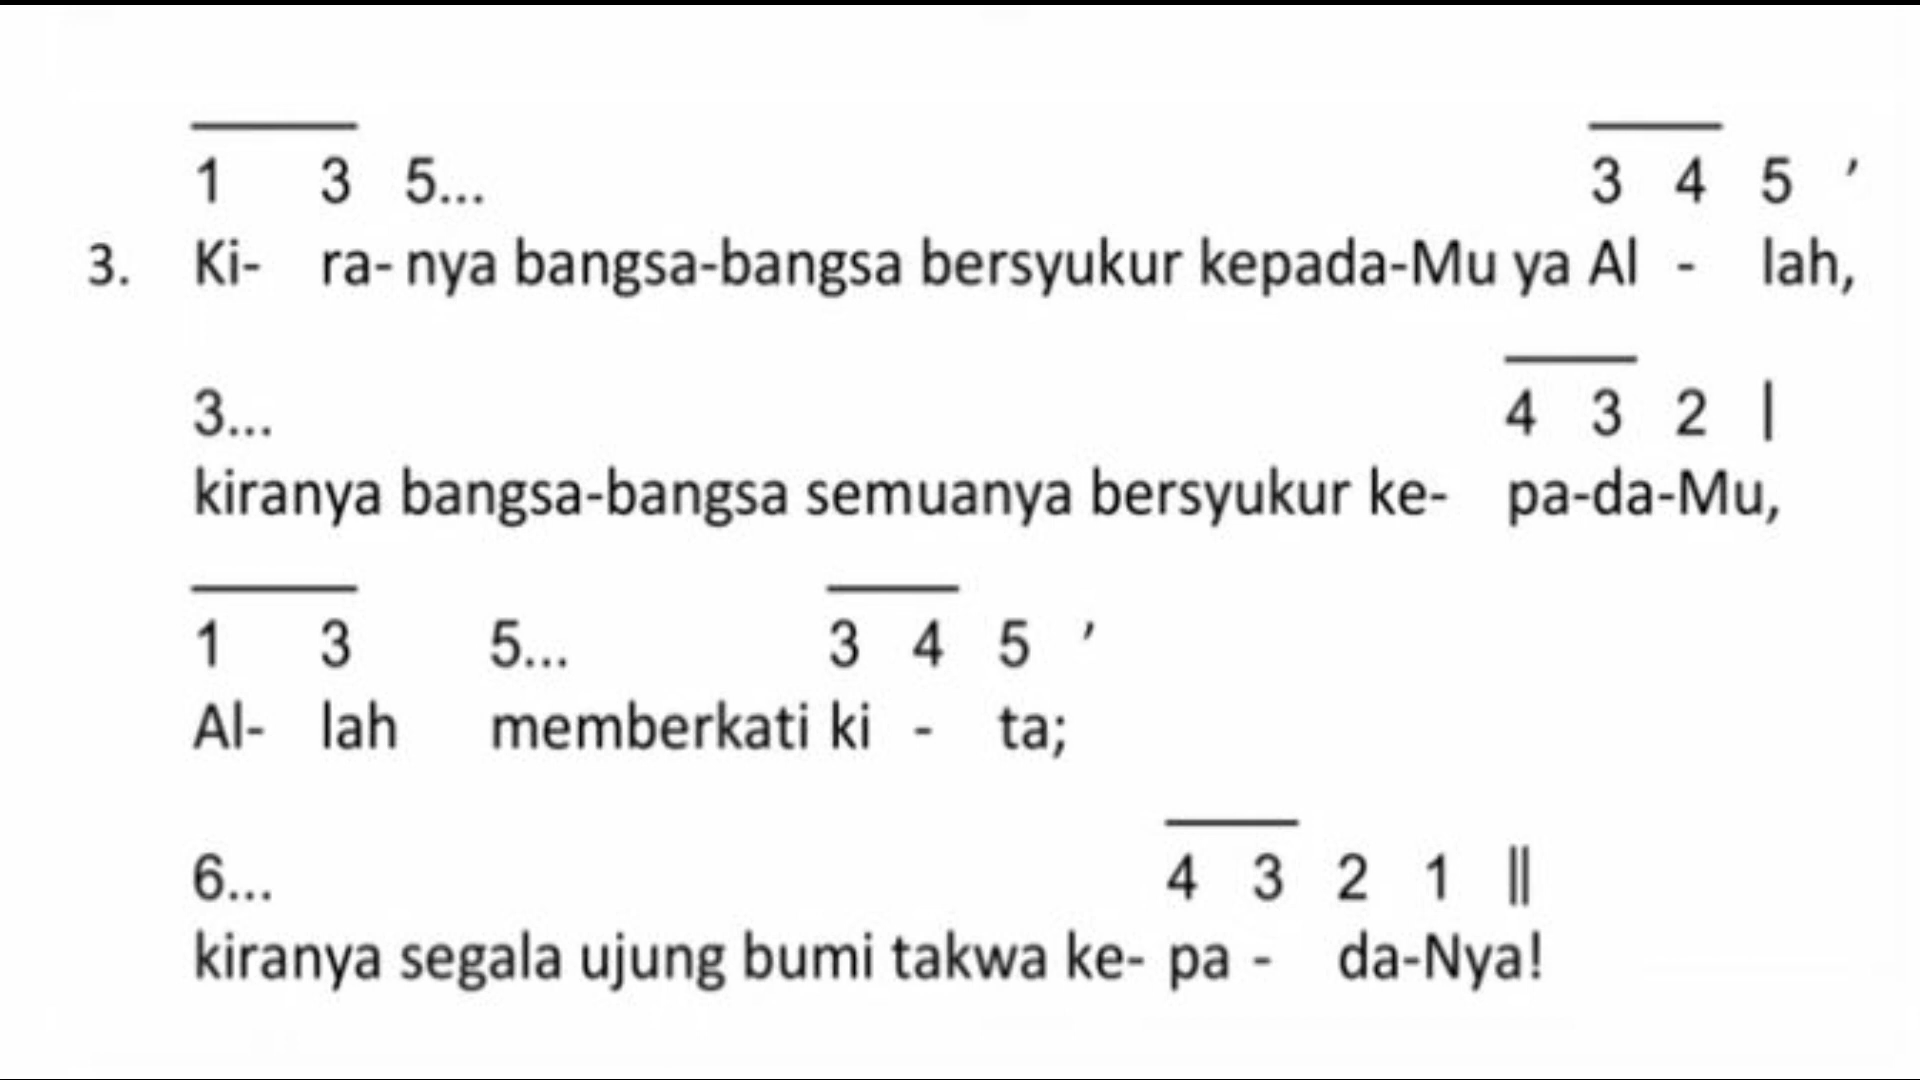 1 3 5... 3 4 5 ’
3. Ki- ra- nya bangsa-bangsa bersyukur kepada-Mu ya Al - lah,
3... 4 3 2 |
kiranya bangsa-bangsa semuanya bersyukur ke- pa-da-Mu,
1 3 5... 3 4 5 ’
Al- lah memberkati ki - ta;
6... 4 3 2 1 ||
kiranya segala ujung bumi takwa ke- pa - da-Nya!